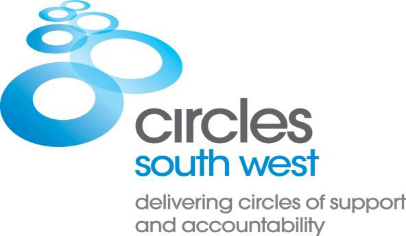 circles
south west
delivering circles of support
and accountability